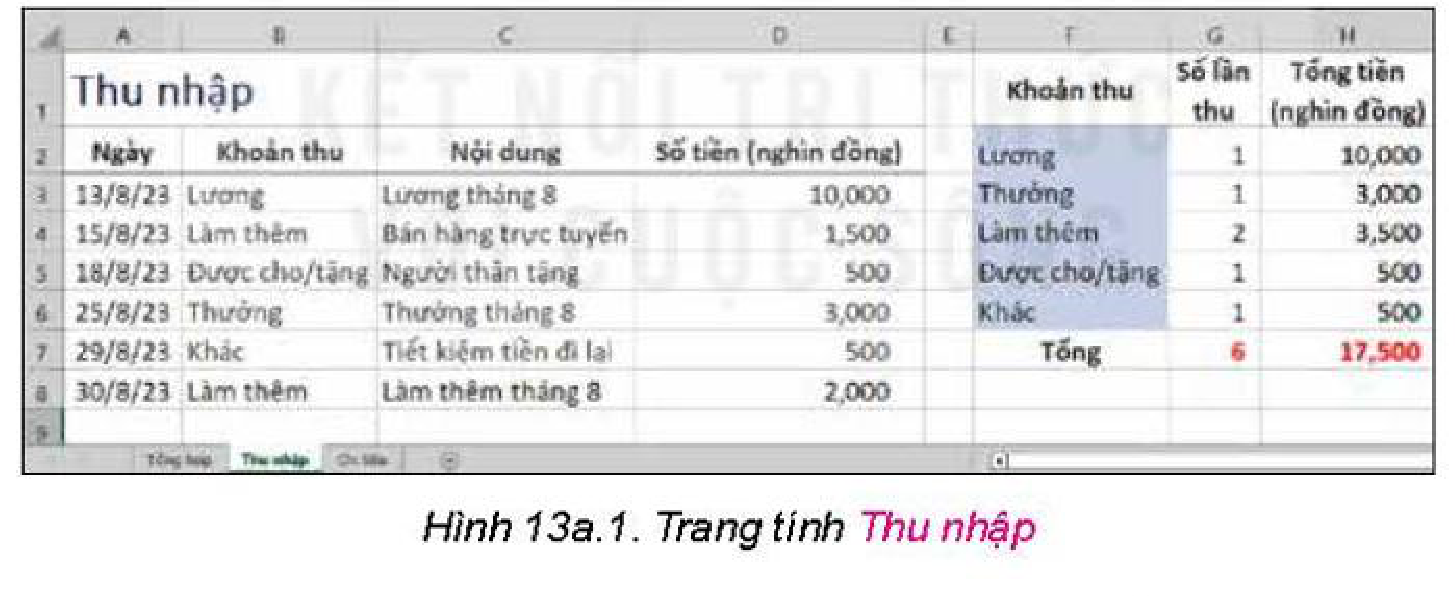 A B C D E F G H
1 Thu nhập Khoản thu Số lần thu Tổng tiền (nghìn đồng)
2 Ngày Khoản thu Nội dung Số tiền (nghìn đồng) Lương 1 10,000
3 13/8/23 Lương Lương tháng 8 10,000 Thưởng 1 3,000
4 15/8/23 Làm thêm Bán hàng trực tuyến 1,500 Làm thêm 2 3,500
5 18/8/23 Được cho/tặng Người thân tặng 500 Được cho/tặng 1 500
6 25/8/23 Thưởng Thưởng tháng 8 3,000 Khác 1 500
7 29/8/23 Khác Tiết kiệm tiền đi lại 500 Tổng 6 17,500
8 30/8/23 Làm thêm Làm thêm tháng 8 2,000
9
Tổng hợp Thu nhập Chi tiêu
KẾT NỐI TRI THỨC
CUỘC SỐNG
Hình 13a.1. Trang tính Thu nhập